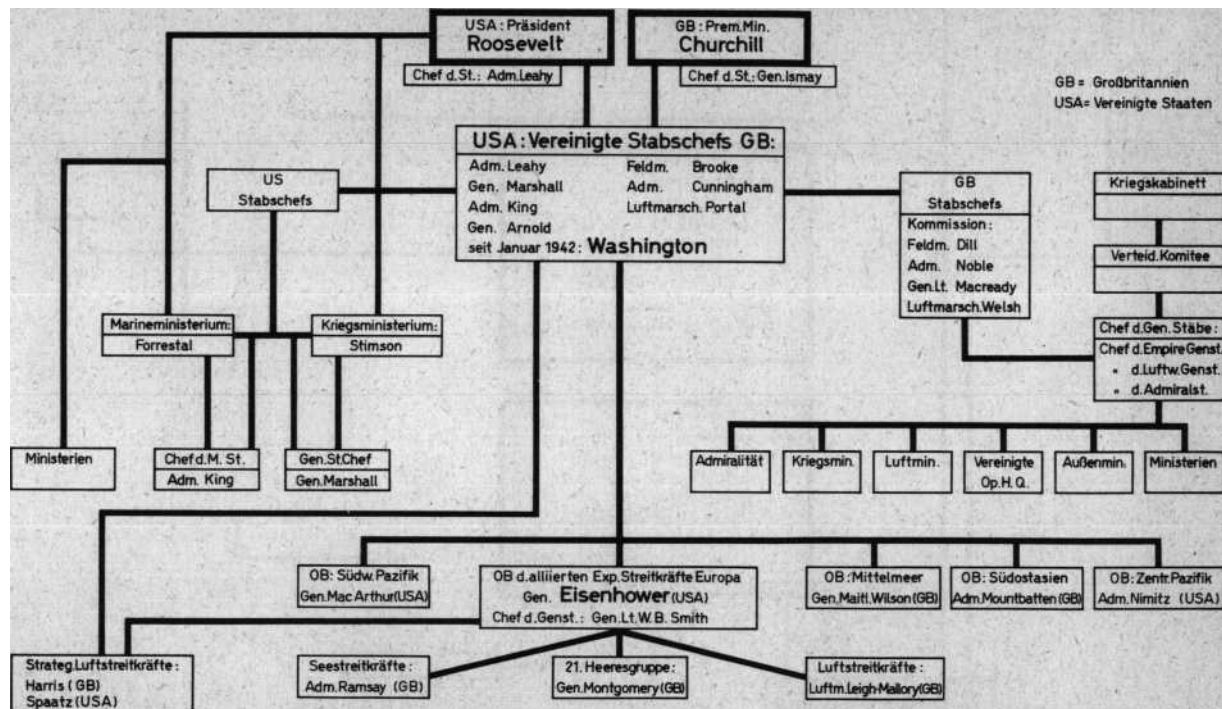 USA: Präsident
Roosevelt
Chef d.St.: Adm.Leahy
GB: Prem.Min.
Churchill
Chef d.St.: Gen.Ismay
GB = Großbritannien
USA= Vereinigte Staaten
USA: Vereinigte Stabschefs GB:
Adm. Leahy Feldm. Brooke
Gen. Marshall Adm. Cunningham
Adm. King Luftmarsch. Portal
Gen. Arnold
seit Januar 1942: Washington
US
Stabschefs
GB
Stabschefs
Kommission:
Feldm. Dill
Adm. Noble
Gen.Lt. Macready
Luftmarsch.Welsh
Kriegskabinett
Verteid.Komitee
Chef d.Gen.Stäbe:
Chef d.EmpireGenst.
" d.Luftw.Genst.
" d.Admiralst.
Marineministerium:
Forrestal
Kriegsministerium:
Stimson
Ministerien
Chef d.M. St.
Adm. King
Gen.St.Chef
Gen.Marshall
Admiralität
Kriegsmin.
Luftmin.
Vereinigte
Op.H.Q.
Außenmin.
Ministerien
OB: Südw. Pazifik
Gen.Mac Arthur(USA)
OB d.alliierten Exp.Streitkräfte Europa
Gen. Eisenhower (USA)
Chef d.Genst.: Gen.Lt.W.B. Smith
OB:Mittelmeer
Gen.Maitl.Wilson(GB)
OB: Südostasien
Adm.Mountbatten (GB)
OB:Zentr.Pazifik
Adm.Nimitz (USA)
Strateg.Luftstreitkräfte:
Harris (GB)
Spaatz (USA)
Seestreitkräfte:
Adm.Ramsay (GB)
21. Heeresgruppe:
Gen.Montgomery(GB)
Luftstreitkräfte:
Luftm.Leigh-Mallory(GB)